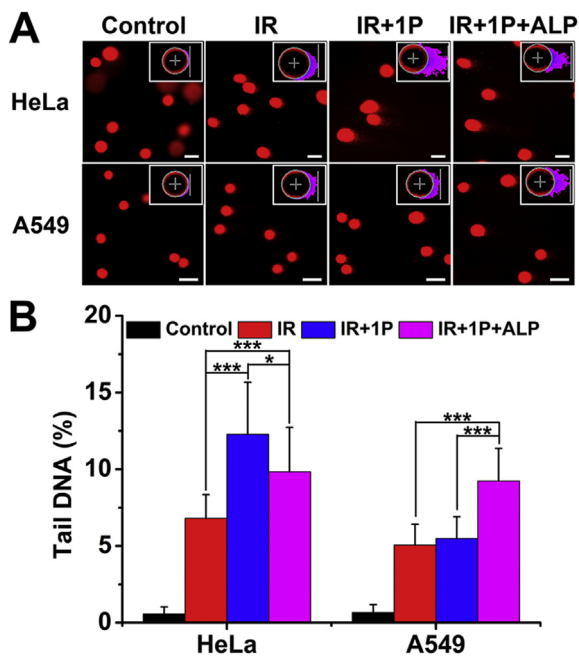 A
Control IR IR+1P IR+1P+ALP
HeLa
A549
B
Control IR IR+1P IR+1P+ALP
20
15
10
5
0
Tail DNA (%)
***
*** *
***
***
HeLa A549